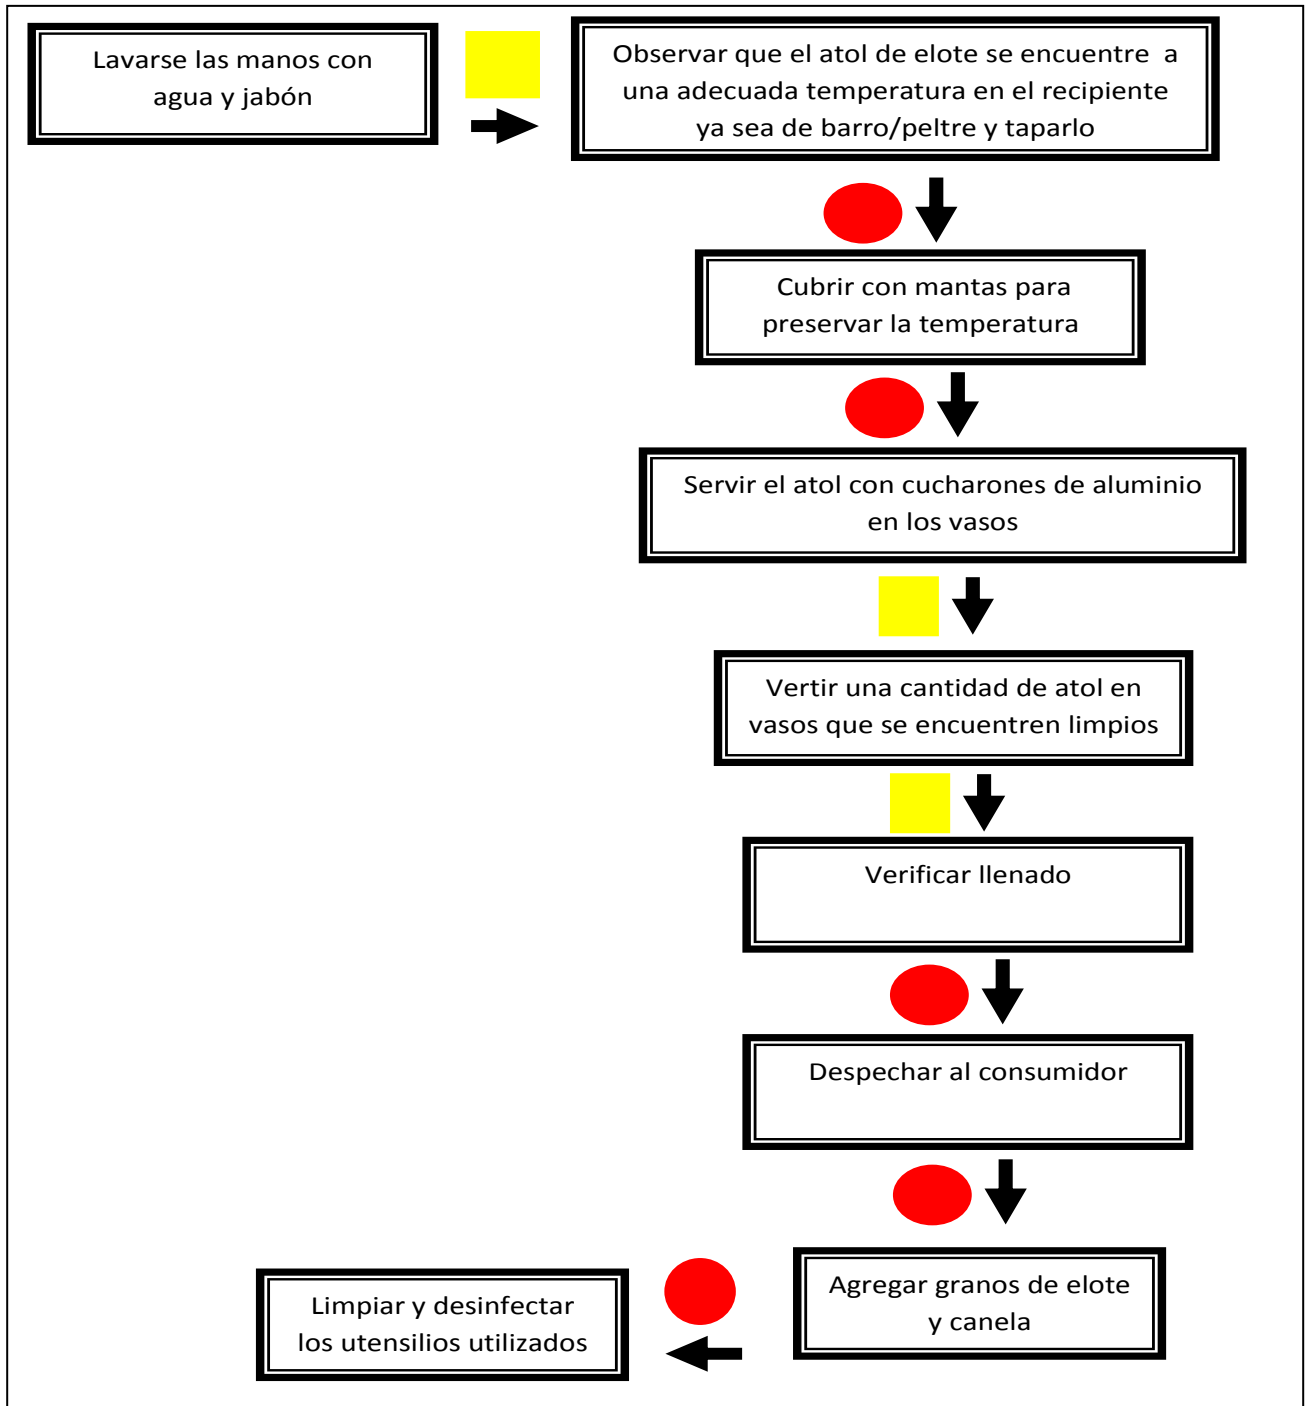 Lavarse las manos con
agua y jabón
Observar que el atol de elote se encuentre a
una adecuada temperatura en el recipiente
ya sea de barro/peltre y taparlo
Cubrir con mantas para
preservar la temperatura
Servir el atol con cucharones de aluminio
en los vasos
Vertir una cantidad de atol en
vasos que se encuentren limpios
Verificar llenado
Despechar al consumidor
Agregar granos de elote
y canela
Limpiar y desinfectar
los utensilios utilizados